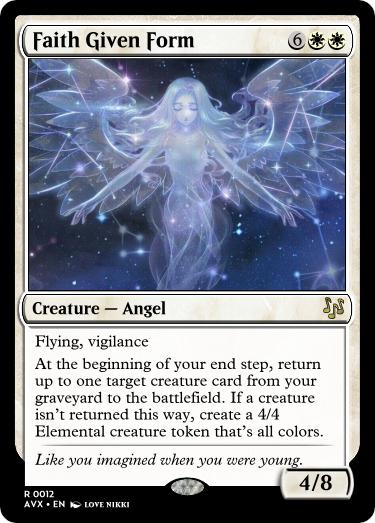 Faith Given Form 6
Creature — Angel
Flying, vigilance
At the beginning of your end step, return
up to one target creature card from your
graveyard to the battlefield. If a creature
isn't returned this way, create a 4/4
Elemental creature token that's all colors.
Like you imagined when you were young.
4/8
R 0012
AVX • EN LOVE NIKKI